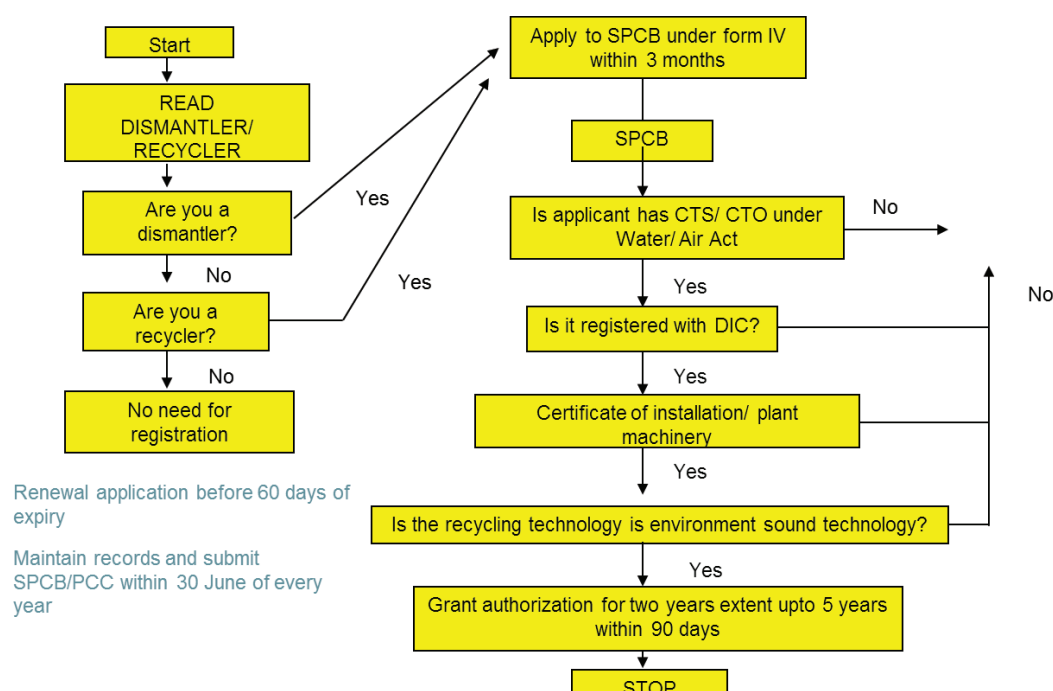 Start
READ
DISMANTLER/
RECYCLER
Are you a
dismantler?
Yes
No
Are you a
recycler?
Yes
No
No need for
registration
Renewal application before 60 days of
expiry
Maintain records and submit
SPCB/PCC within 30 June of every
year
Apply to SPCB under form IV
within 3 months
SPCB
Is applicant has CTS/ CTO under
Water/ Air Act
No
Yes
No
Is it registered with DIC?
Yes
Certificate of installation/ plant
machinery
Yes
Is the recycling technology is environment sound technology?
Yes
Grant authorization for two years extent upto 5 years
within 90 days
STOP